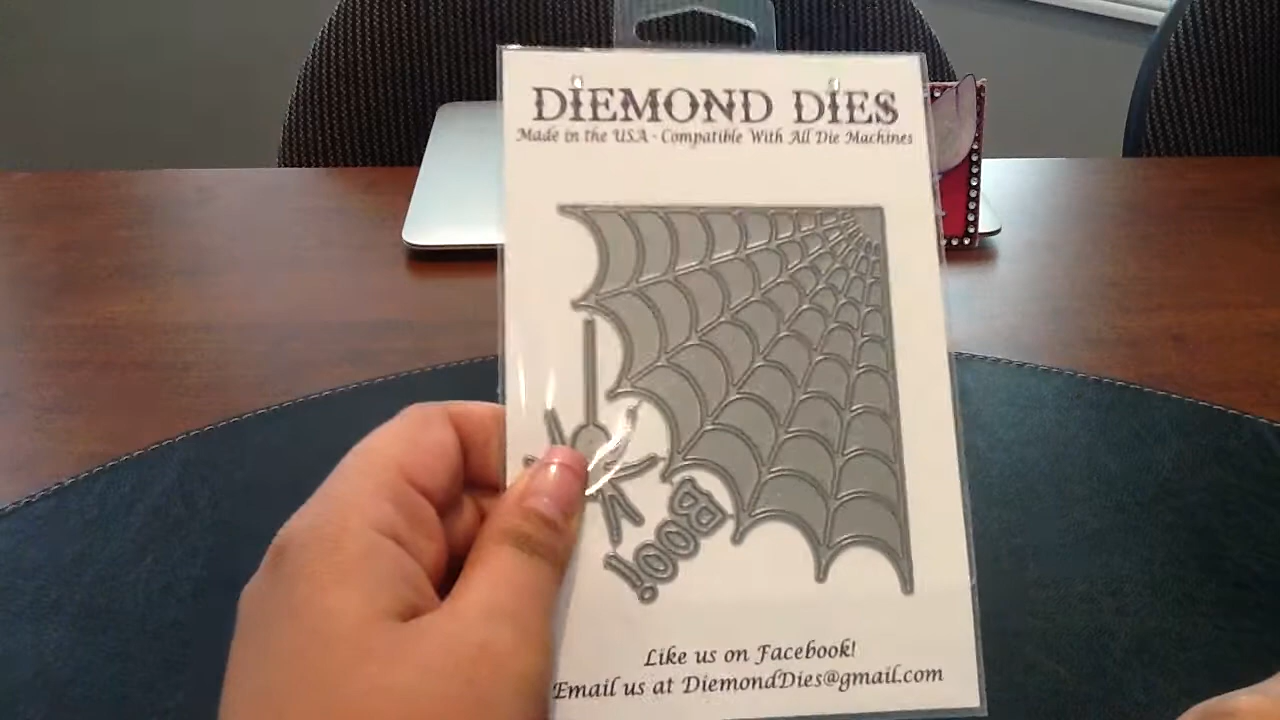 DIEMOND DIES
Made in the USA - Compatible With All Die Machines
Boo!
Like us on Facebook!
Email us at DiemondDies@gmail.com